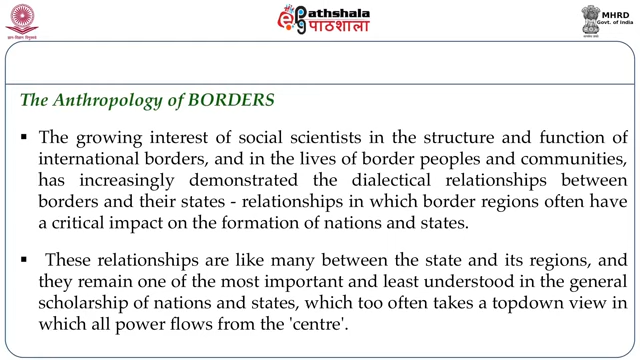 Pathshala
पाठशाला
MHRD
Govt. of India
The Anthropology of BORDERS
▪ The growing interest of social scientists in the structure and function of
international borders, and in the lives of border peoples and communities,
has increasingly demonstrated the dialectical relationships between
borders and their states - relationships in which border regions often have
a critical impact on the formation of nations and states.
▪ These relationships are like many between the state and its regions, and
they remain one of the most important and least understood in the general
scholarship of nations and states, which too often takes a topdown view in
which all power flows from the 'centre'.